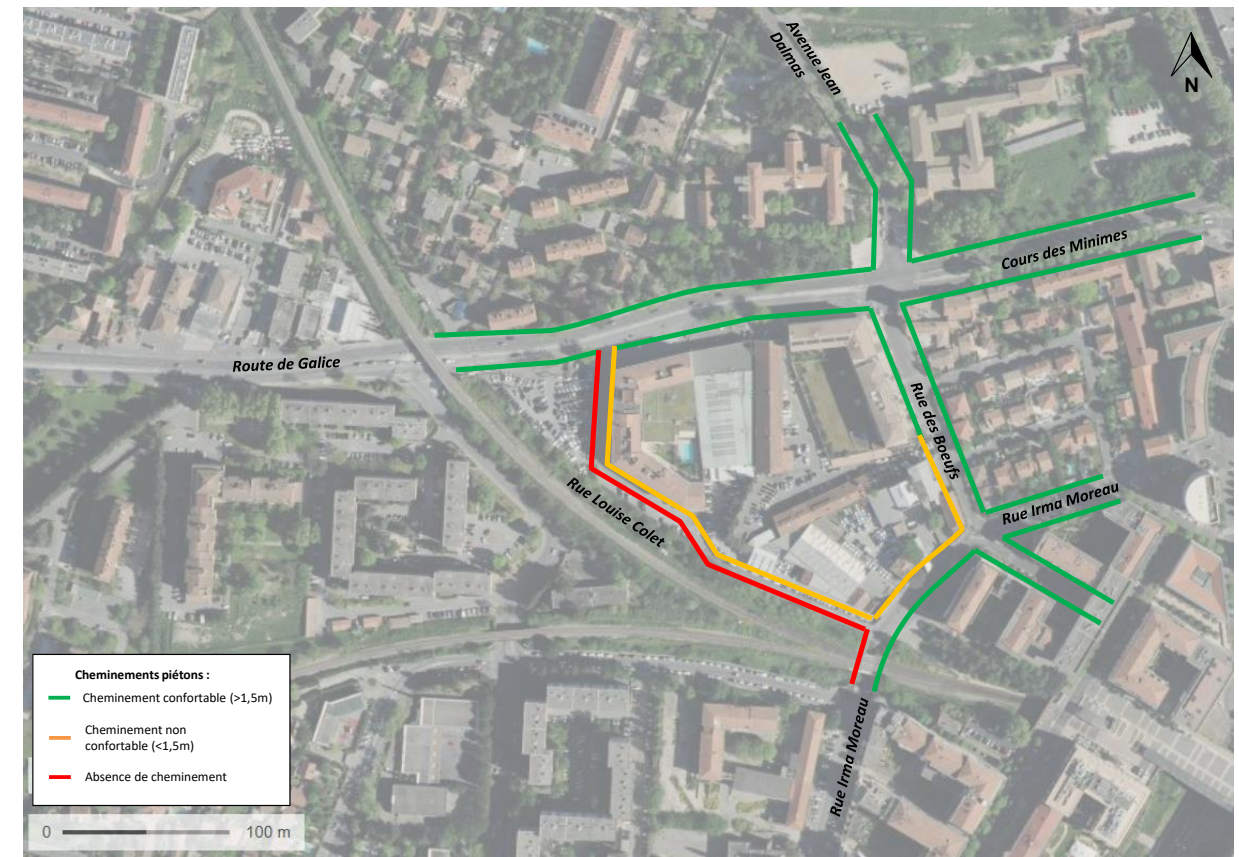 Avenue Jean
Dalmas
N
Cours des Minimes
Route de Galice
Rue des Boeufs
Rue Louise Colet
Rue Irma Moreau
Rue Irma Moreau
Cheminements piétons :
Cheminement confortable (>1,5m)
Cheminement non
confortable (<1,5m)
Absence de cheminement
0 100 m